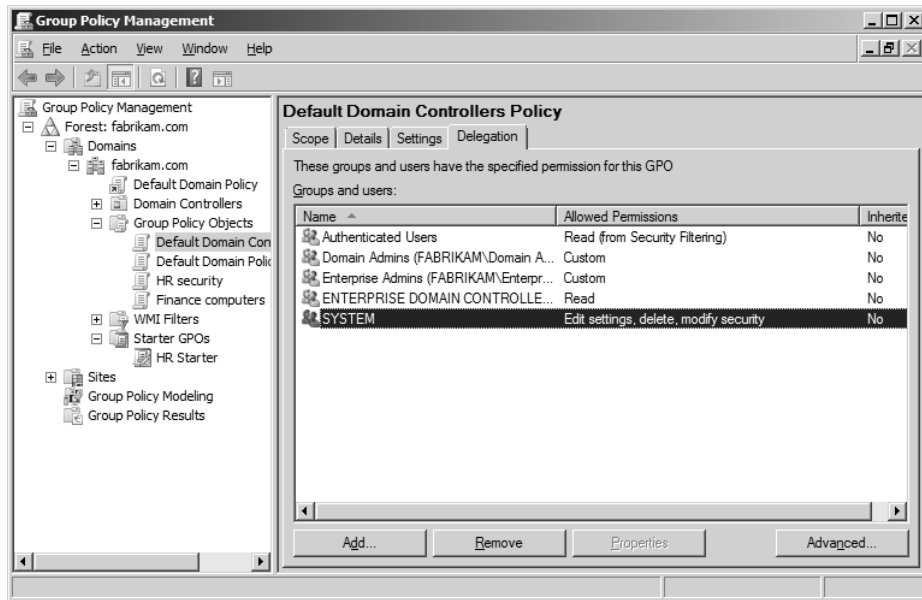 Group Policy Management
File Action View Window Help
Group Policy Management
Forest: fabrikam.com
Domains
fabrikam.com
Default Domain Policy
Domain Controllers
Group Policy Objects
Default Domain Con
Default Domain Polic
HR security
Finance computers
WMI Filters
Starter GPOs
HR Starter
Sites
Group Policy Modeling
Group Policy Results
Default Domain Controllers Policy
Scope Details Settings Delegation
These groups and users have the specified permission for this GPO
Groups and users:
Name Allowed Permissions Inherite
Authenticated Users Read (from Security Filtering) No
Domain Admins (FABRIKAM\Domain A... Custom No
Enterprise Admins (FABRIKAM\Enterpr... Custom No
ENTERPRISE DOMAIN CONTROLLE... Read No
SYSTEM Edit settings, delete, modify security No
Add... Remove Properties Advanced...